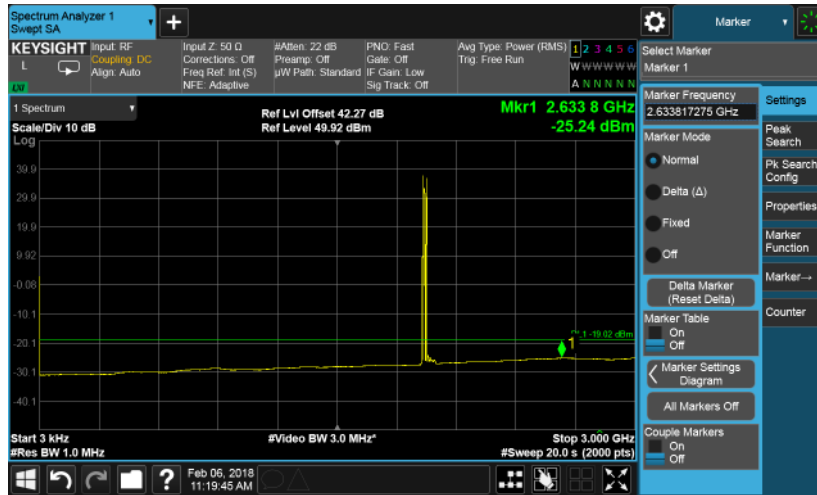 Spectrum Analyzer 1
Swept SA
+
Marker
KEYSIGHT
L
LXI
Input: RF
Coupling: DC
Align: Auto
Input Z: 50 Ω
Corrections: Off
Freq Ref: Int (S)
NFE: Adaptive
#Atten: 22 dB
Preamp: Off
µW Path: Standard
PNO: Fast
Gate: Off
IF Gain: Low
Sig Track: Off
Avg Type: Power (RMS)
Trig: Free Run
1 2 3 4 5 6
W W W W W W
A N N N N N
Select Marker
Marker 1
1 Spectrum
Scale/Div 10 dB
Log
Ref Lvl Offset 42.27 dB
Ref Level 49.92 dBm
Mkr1 2.633 8 GHz
-25.24 dBm
39.9
29.9
19.9
9.92
-0.08
-10.1
-20.1
-30.1
-40.1
1 -19.02 dBm
1
Start 3 kHz
#Res BW 1.0 MHz
#Video BW 3.0 MHz*
Stop 3.000 GHz
#Sweep 20.0 s (2000 pts)
Marker Frequency
2.633817275 GHz
Marker Mode
Normal
Delta (Δ)
Fixed
Off
Delta Marker
(Reset Delta)
Marker Table
On
Off
Marker Settings
Diagram
All Markers Off
Couple Markers
On
Off
Settings
Peak
Search
Pk Search
Config
Properties
Marker
Function
Marker→
Counter
?
Feb 06, 2018
11:19:45 AM